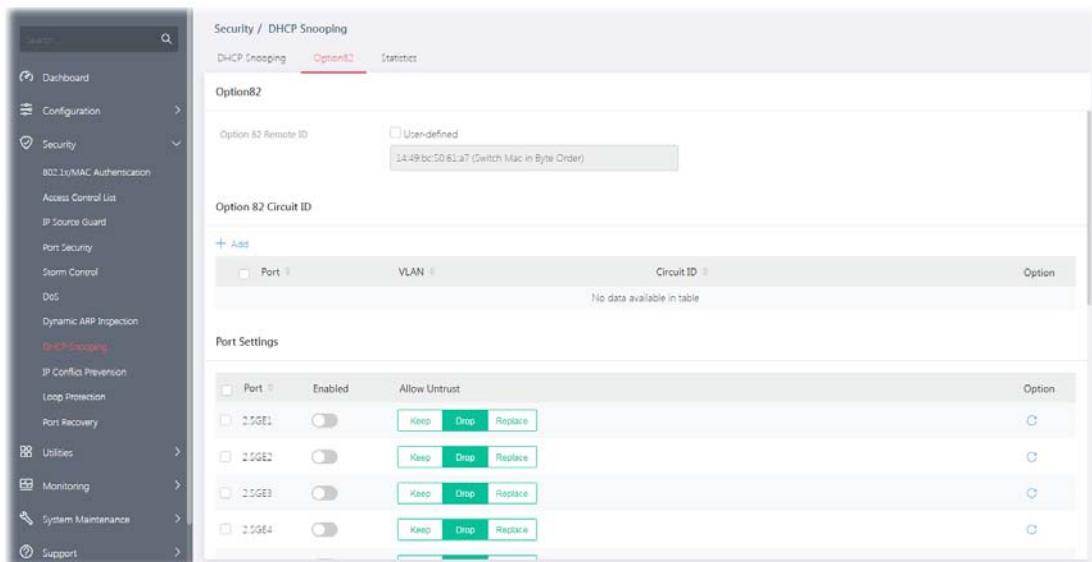 Search...
Dashboard
Configuration
Security
802.1x/MAC Authentication
Access Control List
IP Source Guard
Port Security
Storm Control
DoS
Dynamic ARP Inspection
DHCP Snooping
IP Conflict Prevention
Loop Protection
Port Recovery
Utilities
Monitoring
System Maintenance
Support
Security / DHCP Snooping
DHCP Snooping Option82 Statistics
Option82
Option 82 Remote ID
User-defined
14:49:bc:50:61:a7 (Switch Mac in Byte Order)
Option 82 Circuit ID
+ Add
Port VLAN Circuit ID Option
No data available in table
Port Settings
Port Enabled Allow Untrust Option
2.5GE1 Keep Drop Replace
2.5GE2 Keep Drop Replace
2.5GE3 Keep Drop Replace
2.5GE4 Keep Drop Replace